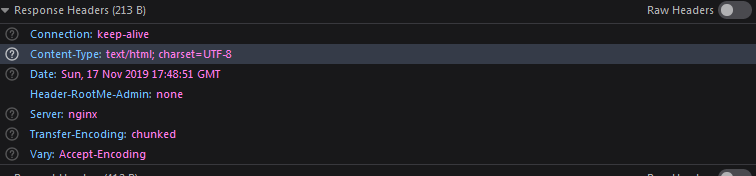 Response Headers (213 B) Raw Headers
Connection: keep-alive
Content-Type: text/html; charset=UTF-8
Date: Sun, 17 Nov 2019 17:48:51 GMT
Header-RootMe-Admin: none
Server: nginx
Transfer-Encoding: chunked
Vary: Accept-Encoding